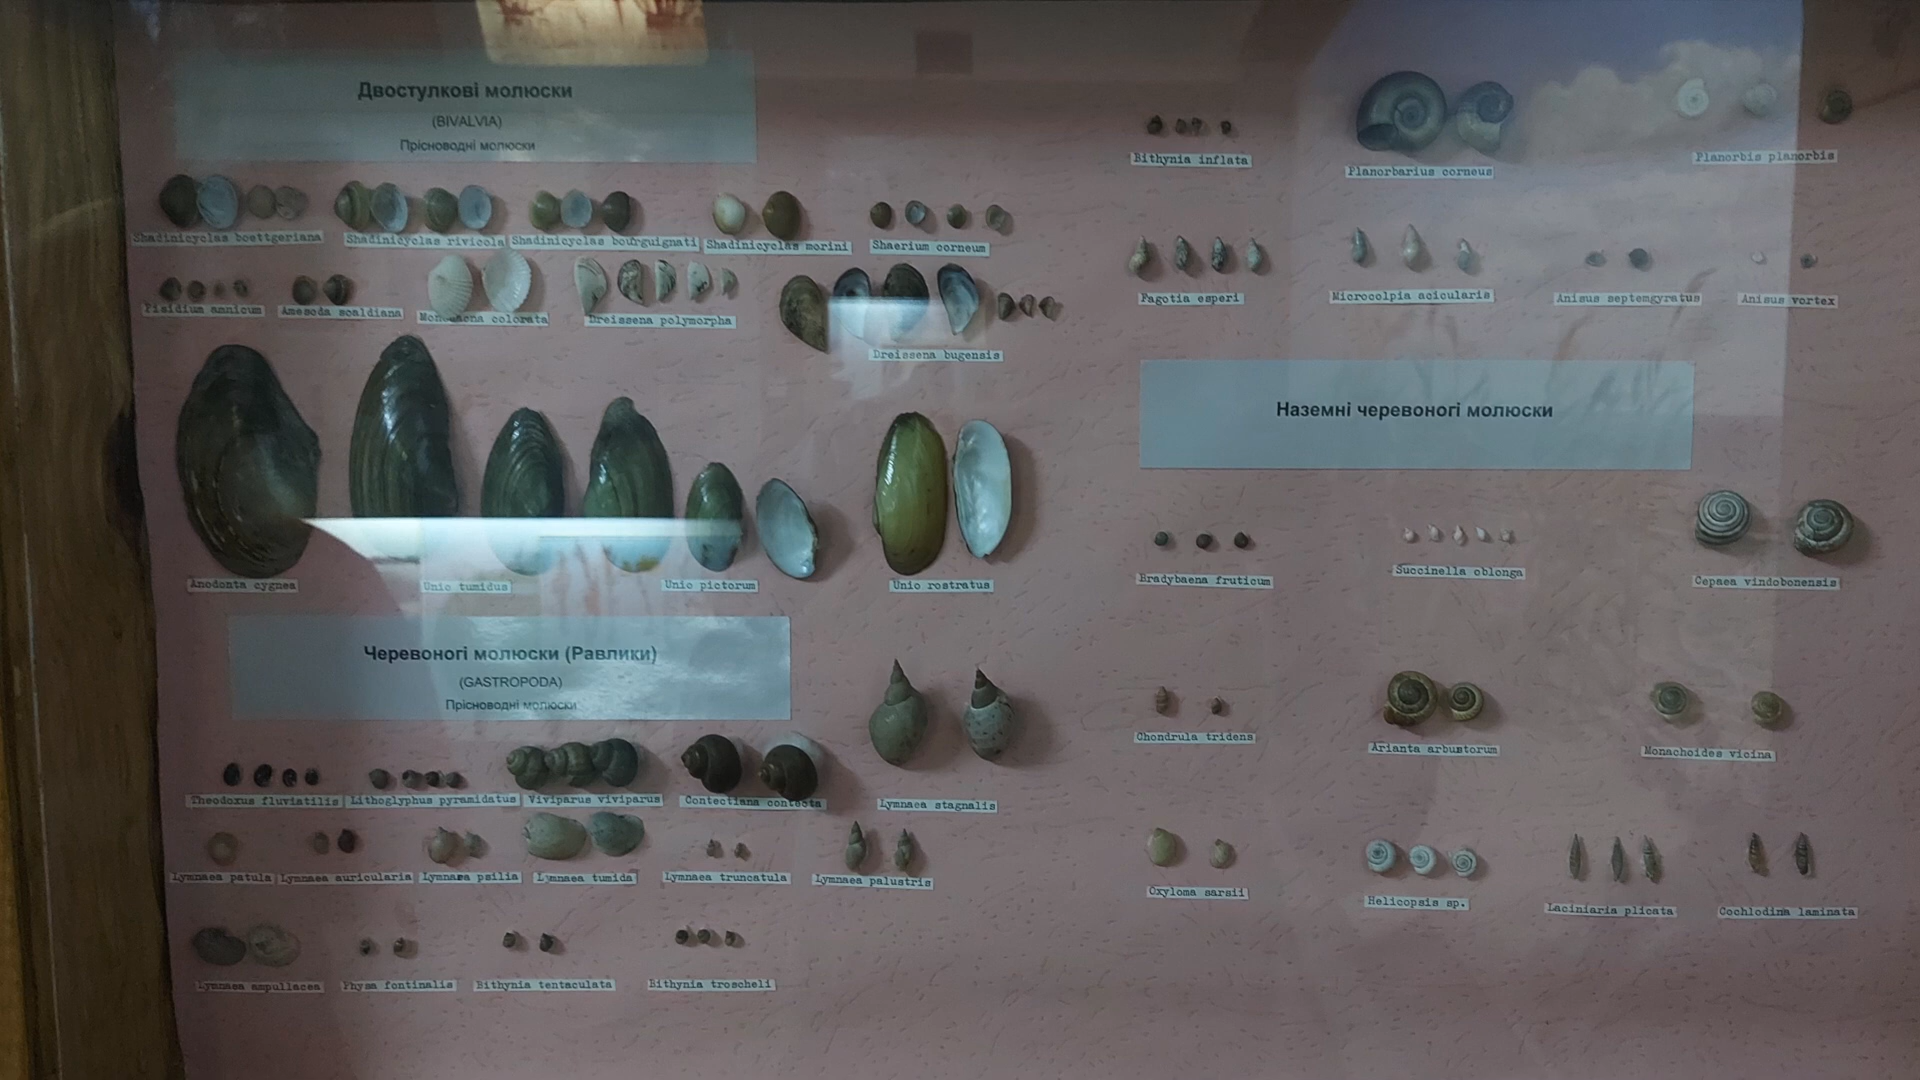 Двостулкові молюски
(BIVALVIA)
Прісноводні молюски
Shadinicyclas boettgeriana
Shadinicyclas rivicola
Shadinicyclas bourguignati
Shadinicyclas morini
Shaerium corneum
Pisidium amnicum
Amesoda scaldiana
colorata
Dreissena polymorpha
Dreissena bugensis
Anodonta cygnea
Unio tumidus
Unio pictorum
Unio rostratus
Червоногі молюски (Равлики)
(GASTROPODA)
Прісноводні молюски
Theodoxus fluviatilis
Lithoglyphus pyramidatus
Viviparus viviparus
Contectiana contecta
Lymnaea stagnalis
Lymnaea patula
Lymnaea auricularia
Lymnaea psilia
Lymnaea tumida
Lymnaea truncatula
Lymnaea palustris
Lymnaea ampullacea
Physa fontinalis
Bithynia tentaculata
Bithynia troscheli
Bithynia inflata
Planorbarius corneus
Planorbis planorbis
Fagotia esperi
Microcolpia acicularis
Anisus septemgyratus
Anisus vortex
Наземні черевоногі молюски
Bradybaena fruticum
Succinella oblonga
Cepaea vindobonensis
Chondrula tridens
Arianta arbustorum
Monachoides vicina
Oxyloma sarsii
Helicopsis sp.
Laciniaria plicata
Cochlodina laminata